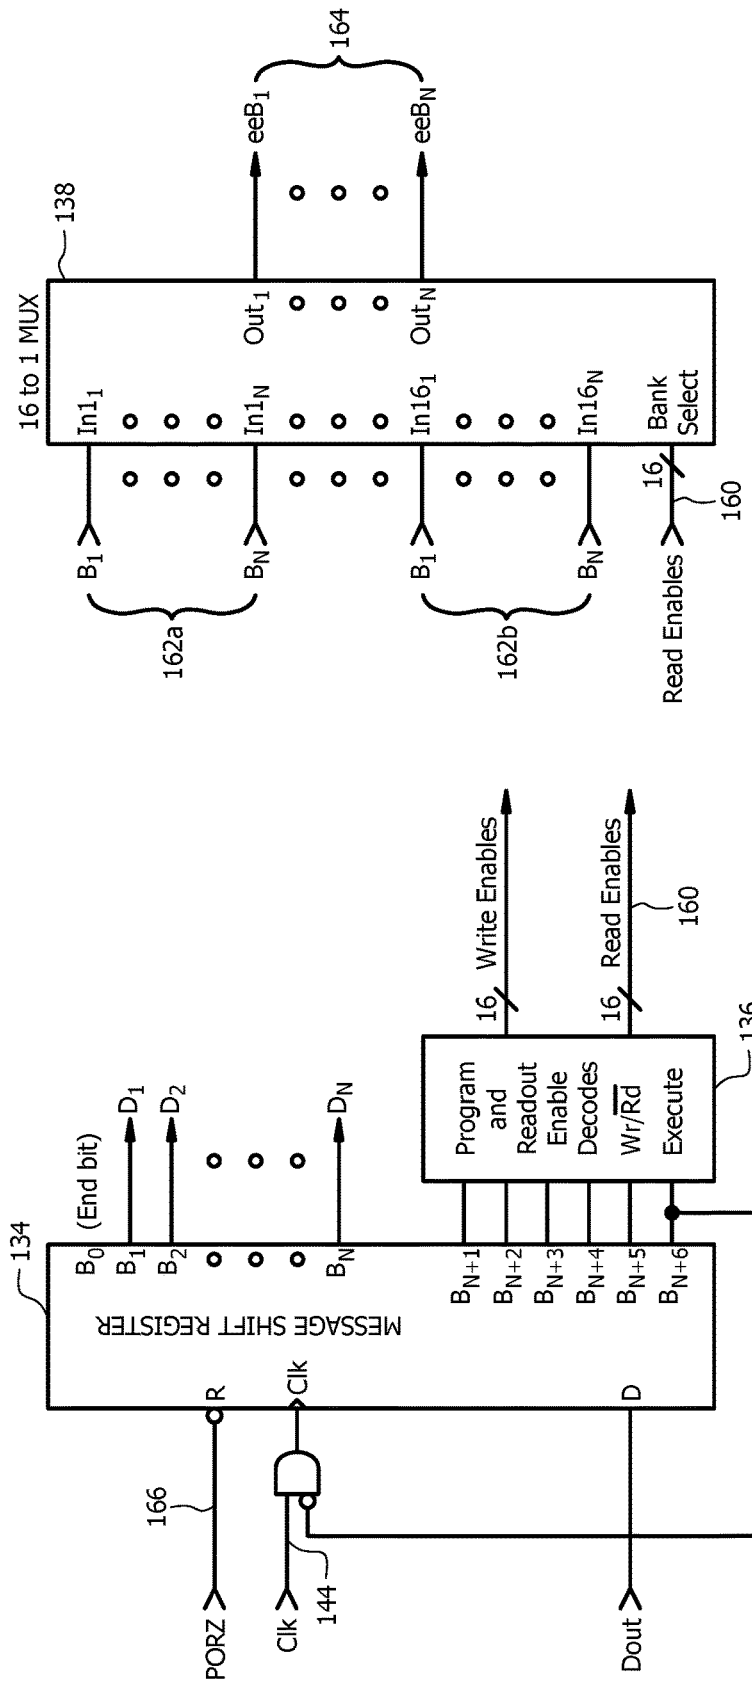 134
B0 (End bit)
B1
D1
B2
D2
BN
DN
MESSAGE SHIFT REGISTER
R
Clk
D
PORZ
166
Clk
144
Dout
BN+1
BN+2
BN+3
BN+4
BN+5
BN+6
Program
and
Readout
Enable
Decodes
Wr/Rd
Execute
136
16
Write Enables
16
Read Enables
160
16 to 1 MUX
138
B1
In11
BN
In1N
162a
B1
In161
BN
In16N
162b
Read Enables
160
16
Bank
Select
Out1
OutN
eeB1
eeBN
164